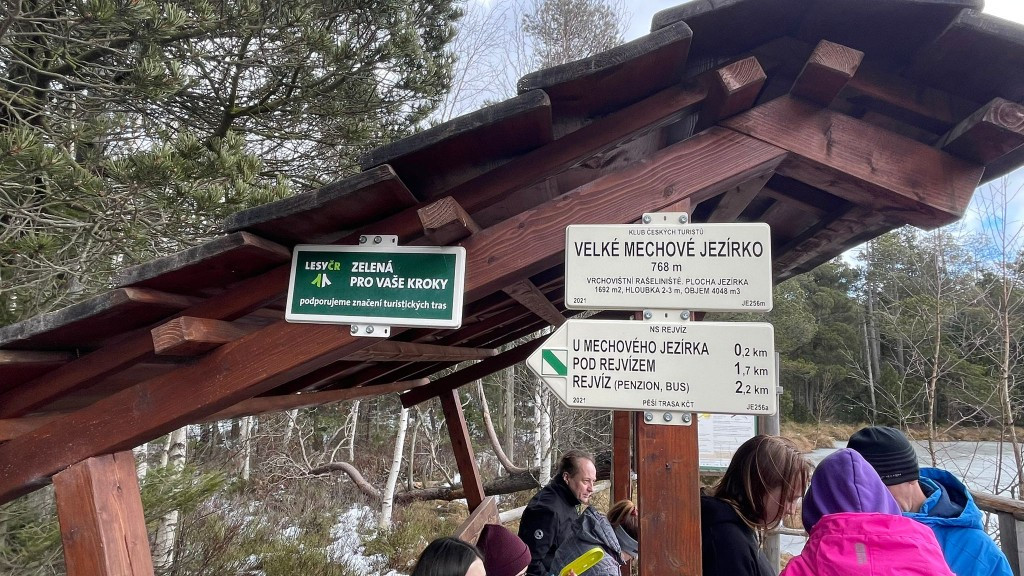 LESYČR
ZELENÁ
PRO VAŠE KROKY
podporujeme značení turistických tras
KLUB ČESKÝCH TURISTŮ
VELKÉ MECHOVÉ JEZÍRKO
768 m
VRCHOVIŠTNÍ RAŠELINIŠTĚ. PLOCHA JEZÍRKA
1692 m2, HLOUBKA 2-3 m, OBJEM 4048 m3
2021 JE256m
NS REJVÍZ
U MECHOVÉHO JEZÍRKA 0,2 km
POD REJVÍZEM 1,7 km
REJVÍZ (PENZION, BUS) 2,2 km
2021 PĚŠÍ TRASA KČT JE256a